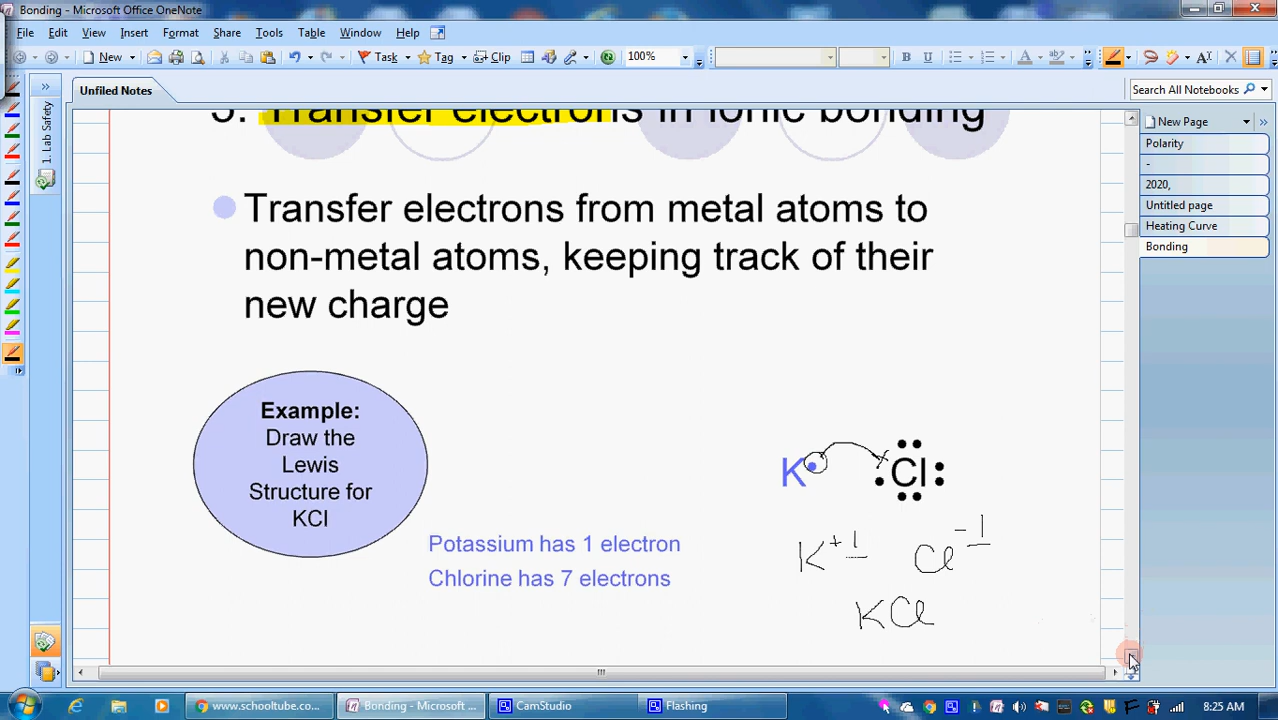 Bonding - Microsoft Office OneNote
File Edit View Insert Format Share Tools Table Window Help
New Task Tag Clip 100% B U A ab A
Unfiled Notes
Search All Notebooks
1. Lab Safety
New Page
Polarity
-
2020,
Untitled page
Heating Curve
Bonding
Transfer electrons in ionic bonding
Transfer electrons from metal atoms to
non-metal atoms, keeping track of their
new charge
Example:
Draw the
Lewis
Structure for
KCl
K Cl
Potassium has 1 electron
Chlorine has 7 electrons
K +1 Cl -1
KCl
www.schooltube.co... Bonding - Microsoft ... CamStudio Flashing 8:25 AM